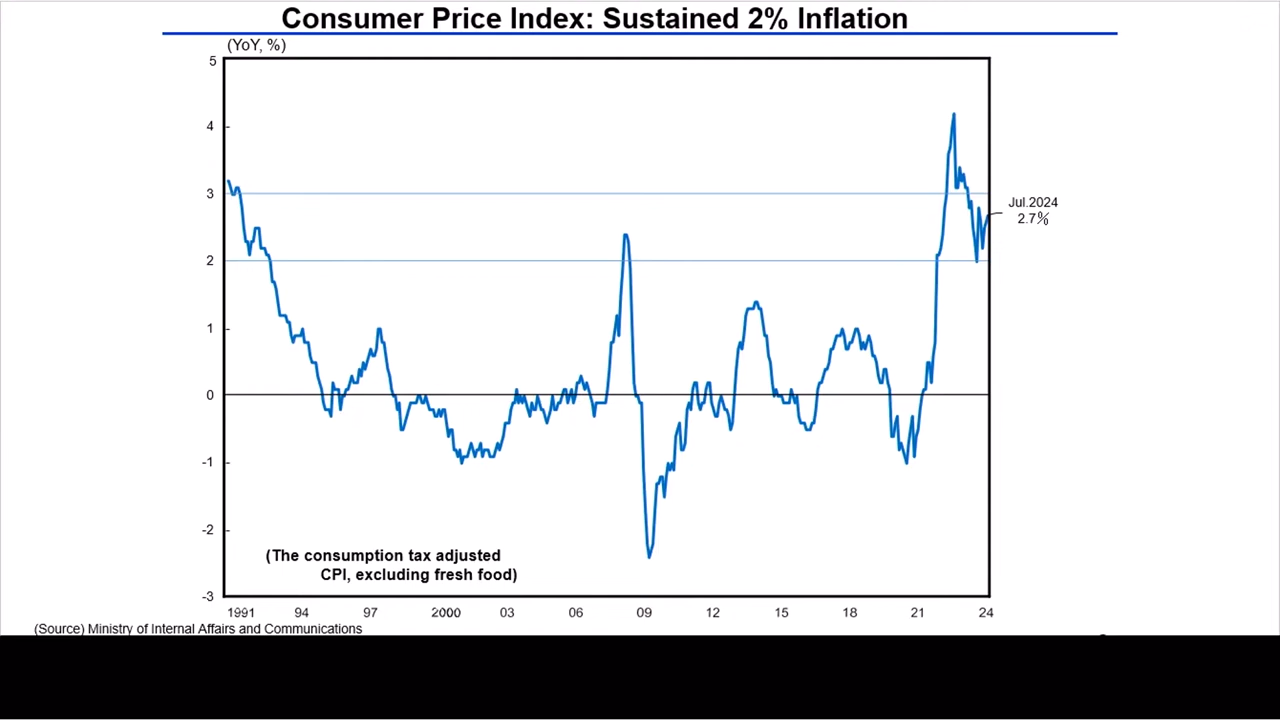 Consumer Price Index: Sustained 2% Inflation
(YoY, %)
5
4
3
2
1
0
-1
-2
-3
Jul.2024
2.7%
(The consumption tax adjusted
CPI, excluding fresh food)
1991 94 97 2000 03 06 09 12 15 18 21 24
(Source) Ministry of Internal Affairs and Communications